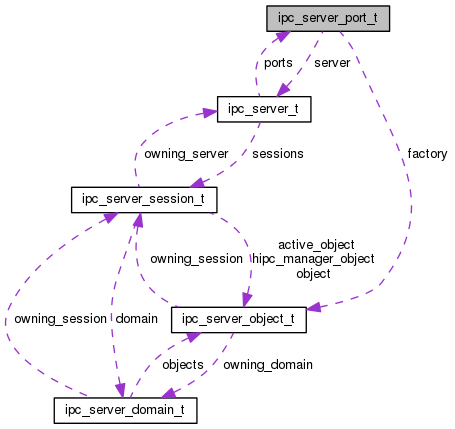 ipc_server_port_t
ports
server
ipc_server_t
owning_server
sessions
factory
ipc_server_session_t
owning_session
active_object
hipc_manager_object
object
owning_session
domain
ipc_server_object_t
objects
owning_domain
ipc_server_domain_t